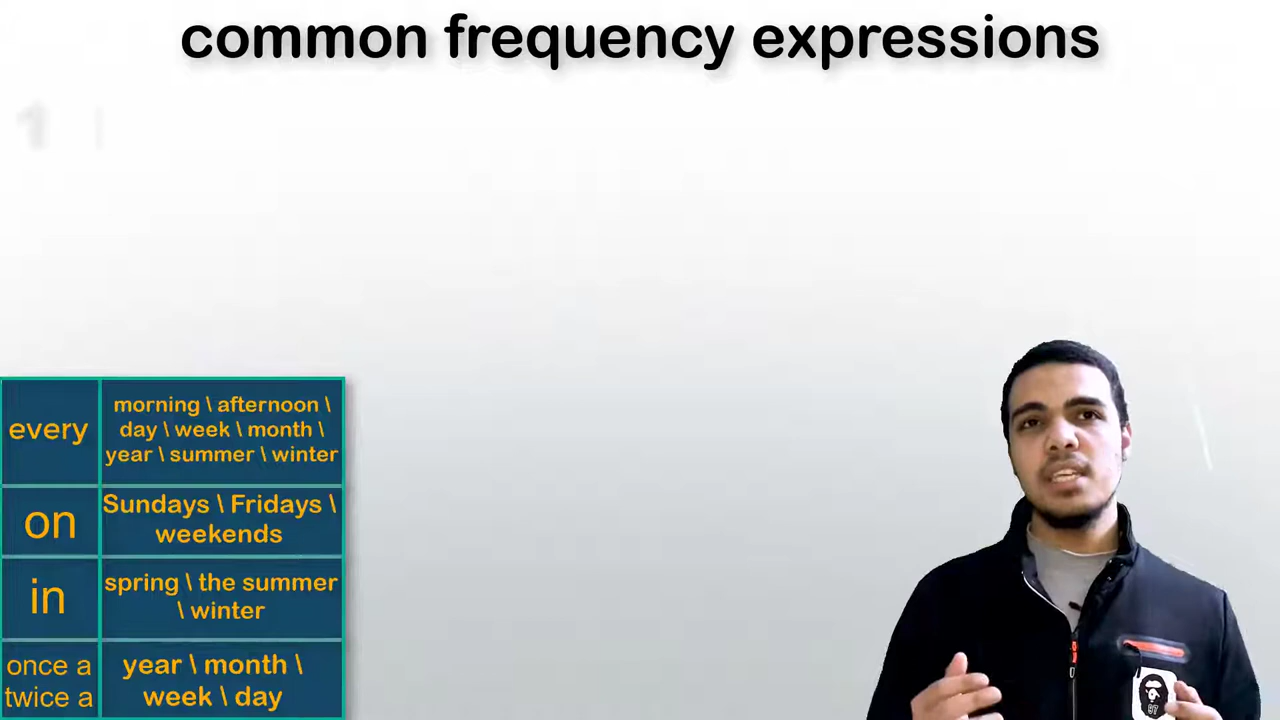 common frequency expressions
1 |
every
morning \ afternoon \
day \ week \ month \
year \ summer \ winter
on
Sundays \ Fridays \
weekends
in
spring \ the summer
\ winter
once a
twice a
year \ month \
week \ day